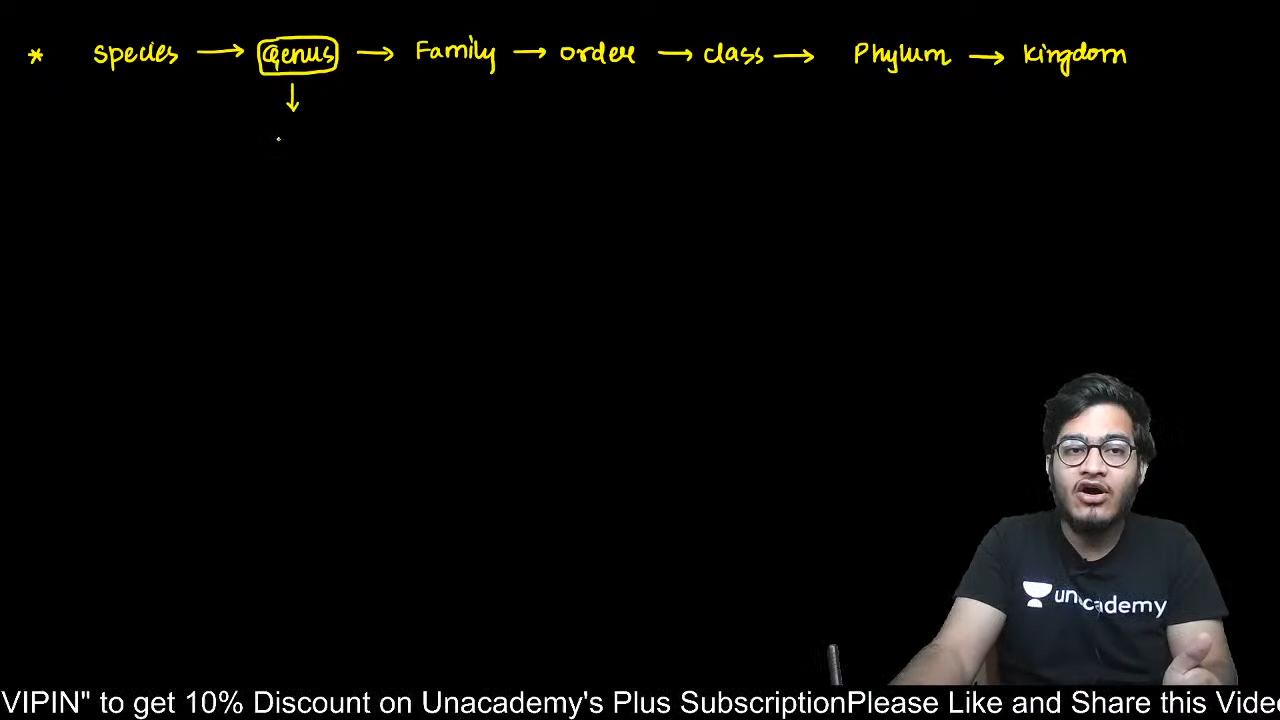 * Species → Genus → Family → order → class → Phylum → Kingdom
↓
unacademy
VIPIN" to get 10% Discount on Unacademy's Plus SubscriptionPlease Like and Share this Vide